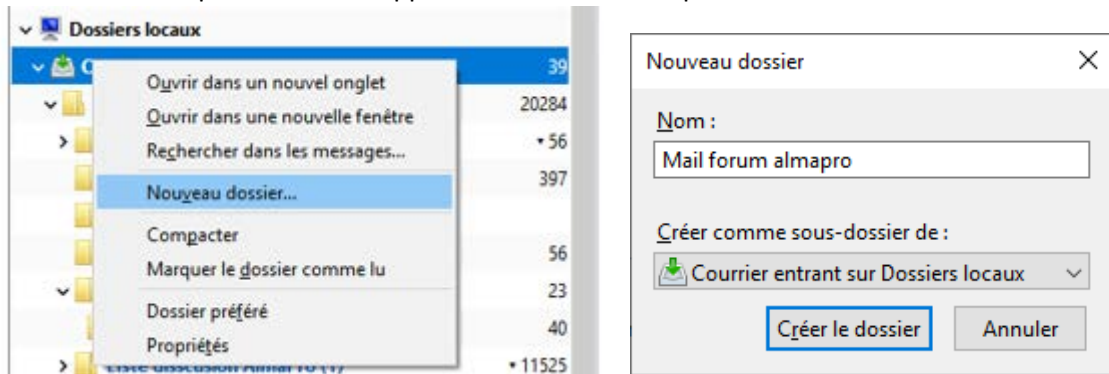 Dossiers locaux
C
39
Ouvrir dans un nouvel onglet
20284
Ouvrir dans une nouvelle fenêtre
• 56
Rechercher dans les messages...
397
Nouveau dossier...
Compacter
56
Marquer le dossier comme lu
23
Dossier préféré
40
Propriétés
• 11525
Nouveau dossier
Nom :
Mail forum almapro
Créer comme sous-dossier de :
Courrier entrant sur Dossiers locaux
Créer le dossier
Annuler